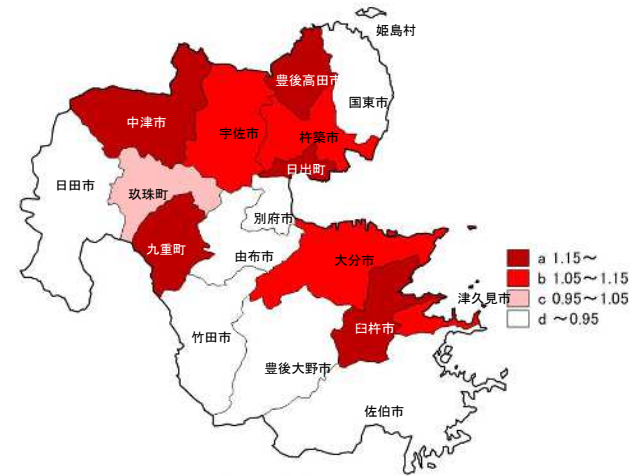 姫島村
豊後高田市
国東市
中津市
宇佐市
杵築市
日出町
日田市
玖珠町
別府市
九重町
由布市
大分市
津久見市
臼杵市
竹田市
豊後大野市
佐伯市
a 1.15～
b 1.05～1.15
c 0.95～1.05
d ～0.95